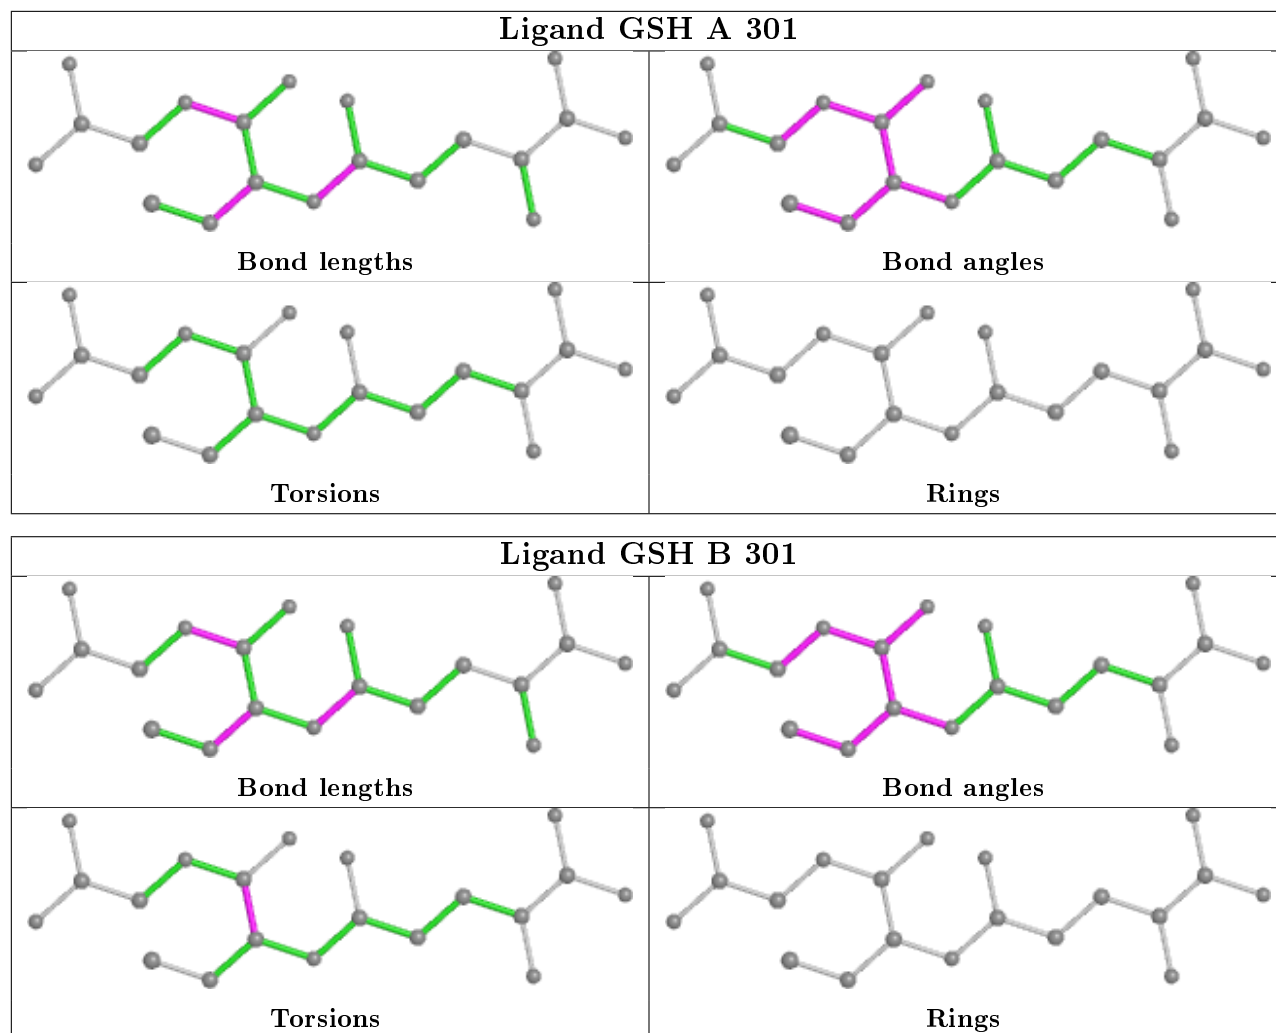 Ligand GSH A 301
Bond lengths
Bond angles
Torsions
Rings
Ligand GSH B 301
Bond lengths
Bond angles
Torsions
Rings